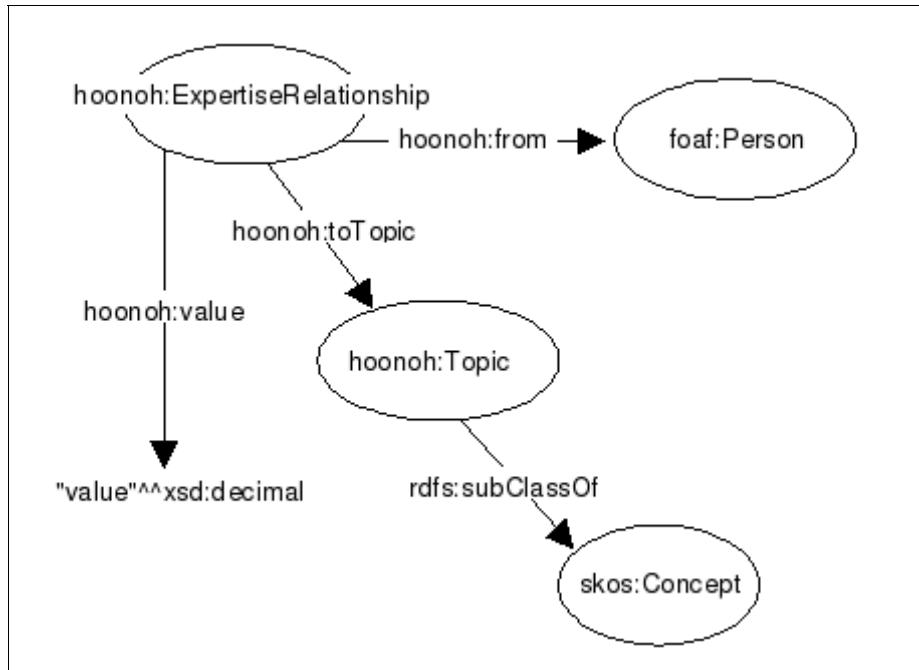 hoonoh:ExpertiseRelationship
hoonoh:from
foaf:Person
hoonoh:toTopic
hoonoh:value
hoonoh:Topic
"value"^^xsd:decimal
rdfs:subClassOf
skos:Concept